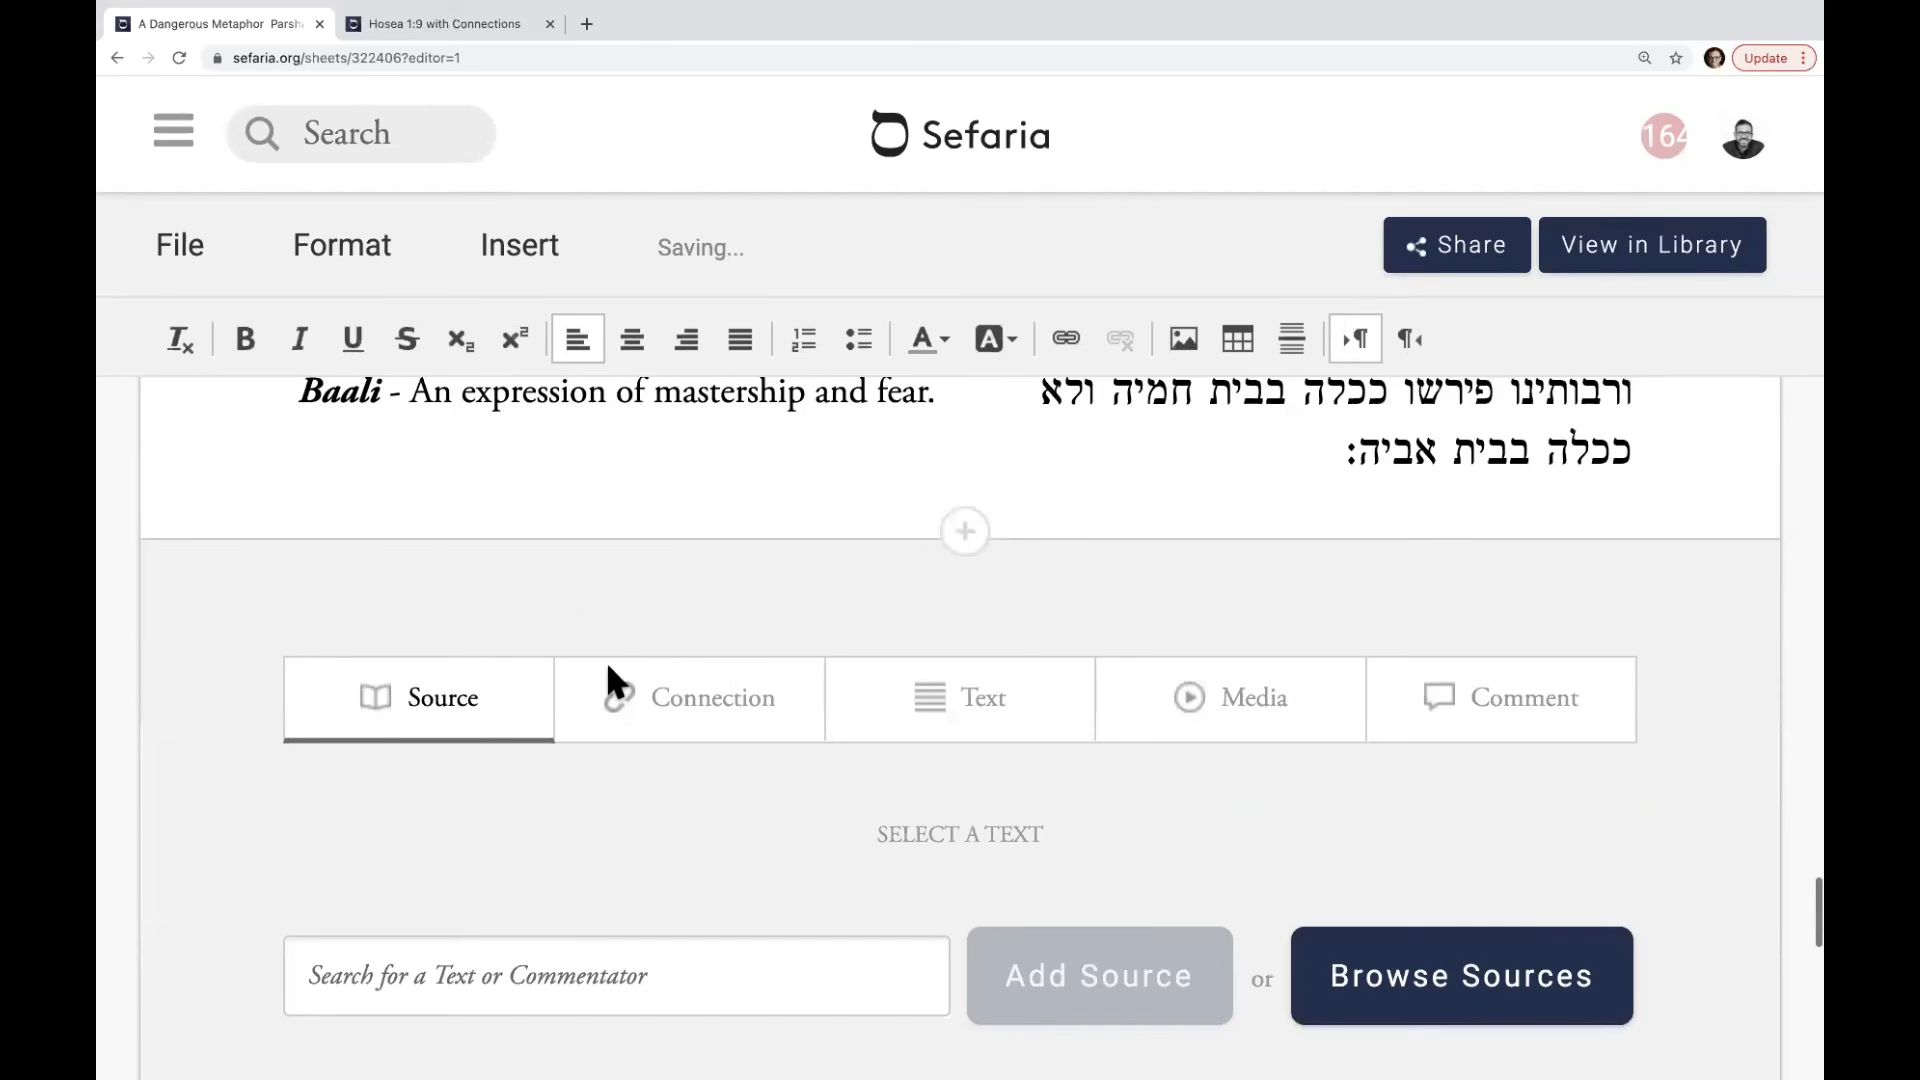 A Dangerous Metaphor Parsh
Hosea 1:9 with Connections
sefaria.org/sheets/322406?editor=1
Update
Search
Sefaria
164
File
Format
Insert
Saving...
Share
View in Library
Baali - An expression of mastership and fear.
ורבותינו פירשו ככלה בבית חמיה ולא
ככלה בבית אביה:
Source
Connection
Text
Media
Comment
SELECT A TEXT
Search for a Text or Commentator
Add Source
or
Browse Sources